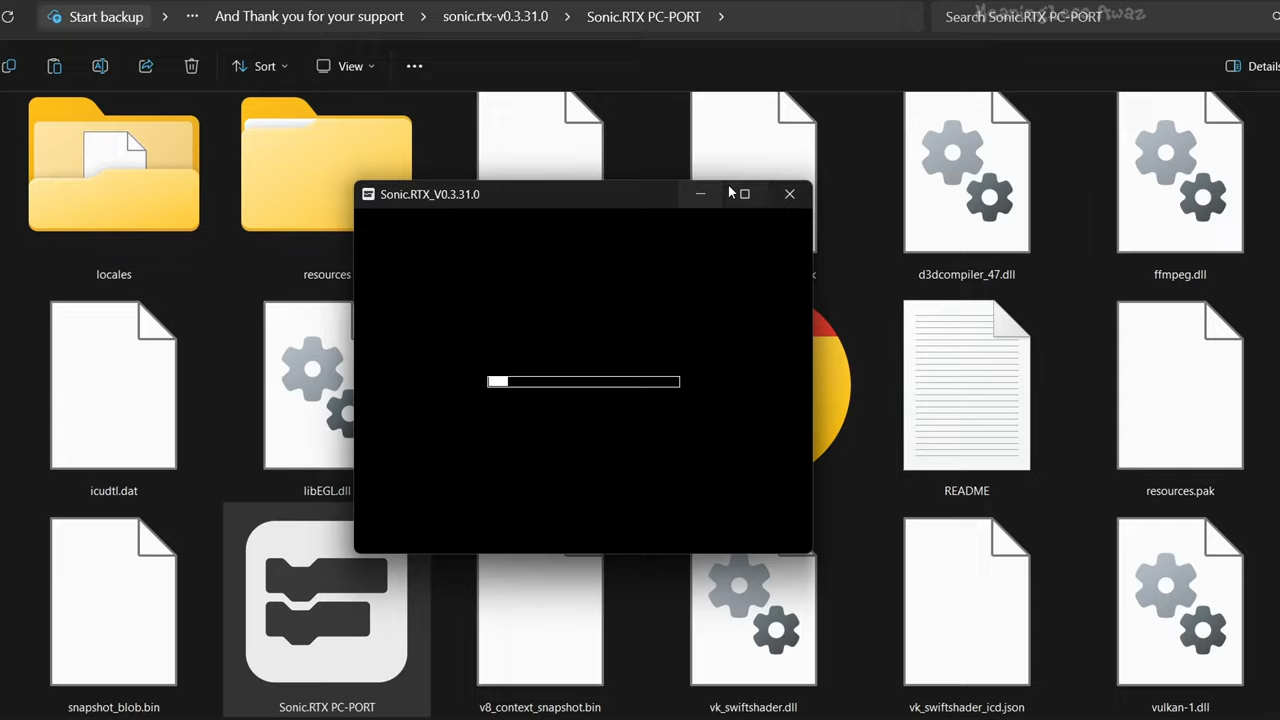 Start backup > ... And Thank you for your support > sonic.rtx-v0.3.31.0 > Sonic.RTX PC-PORT > Search Sonic.RTX PC-PORT
Sort View ... Details
Sonic.RTX_V0.3.31.0
locales resources d3dcompiler_47.dll ffmpeg.dll
icudtl.dat libEGL.dll README resources.pak
snapshot_blob.bin Sonic.RTX PC-PORT v8_context_snapshot.bin vk_swiftshader.dll vk_swiftshader_icd.json vulkan-1.dll